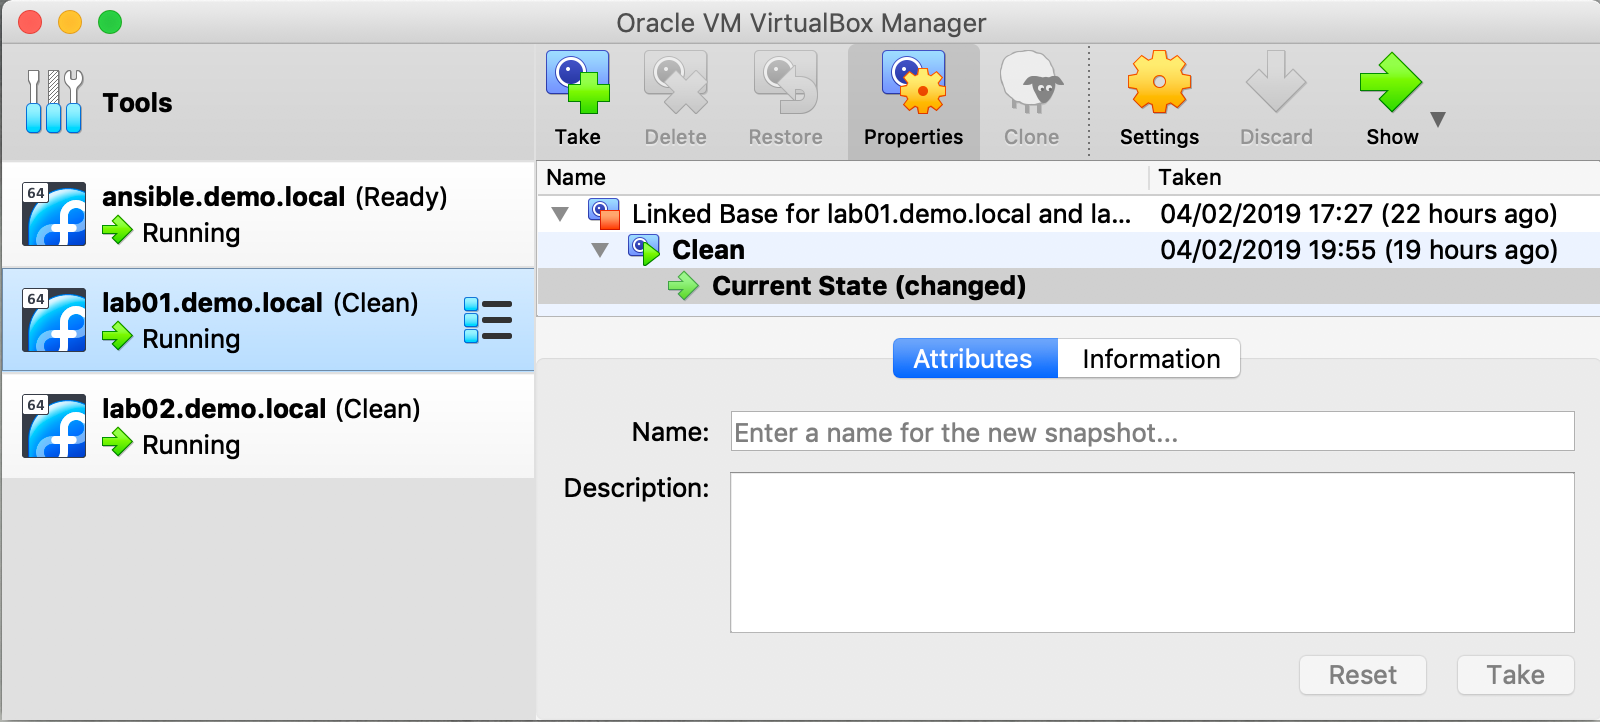 Oracle VM VirtualBox Manager
Tools
Take
Delete
Restore
Properties
Clone
Settings
Discard
Show
64
ansible.demo.local (Ready)
Running
64
lab01.demo.local (Clean)
Running
64
lab02.demo.local (Clean)
Running
Name Taken
Linked Base for lab01.demo.local and la... 04/02/2019 17:27 (22 hours ago)
Clean 04/02/2019 19:55 (19 hours ago)
Current State (changed)
Attributes Information
Name: Enter a name for the new snapshot...
Description:
Reset Take